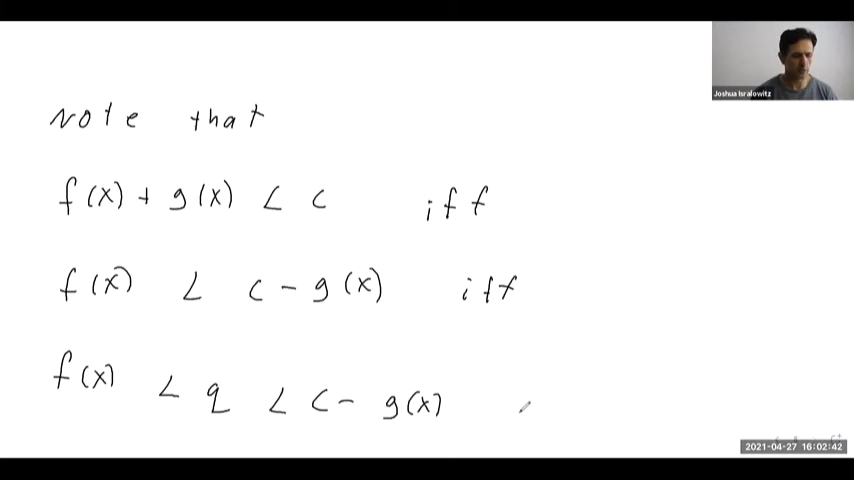 Joshua Isralowitz
Note that
f(x) + g(x) < c iff
f(x) < c - g(x) iff
f(x) < q < c - g(x)
2021-04-27 16:02:42